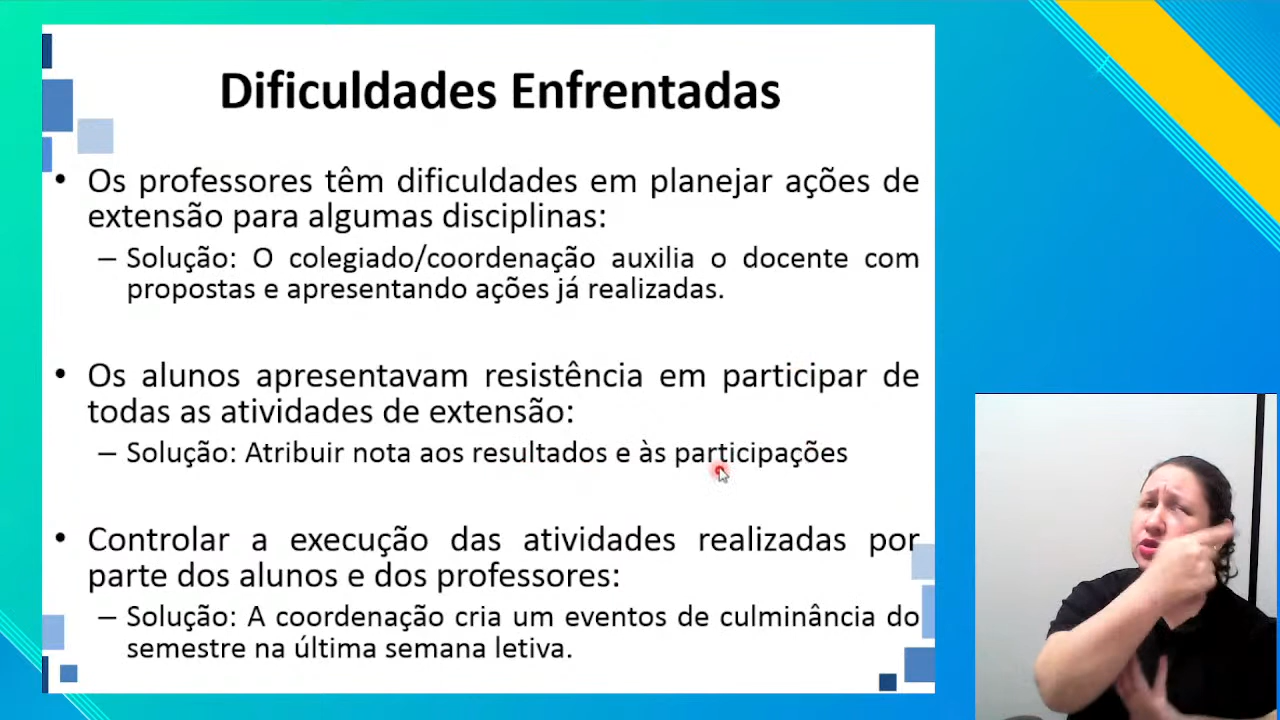 Dificuldades Enfrentadas
• Os professores têm dificuldades em planejar ações de
extensão para algumas disciplinas:
– Solução: O colegiado/coordenação auxilia o docente com
propostas e apresentando ações já realizadas.
• Os alunos apresentavam resistência em participar de
todas as atividades de extensão:
– Solução: Atribuir nota aos resultados e às participações
• Controlar a execução das atividades realizadas por
parte dos alunos e dos professores:
– Solução: A coordenação cria um eventos de culminância do
semestre na última semana letiva.